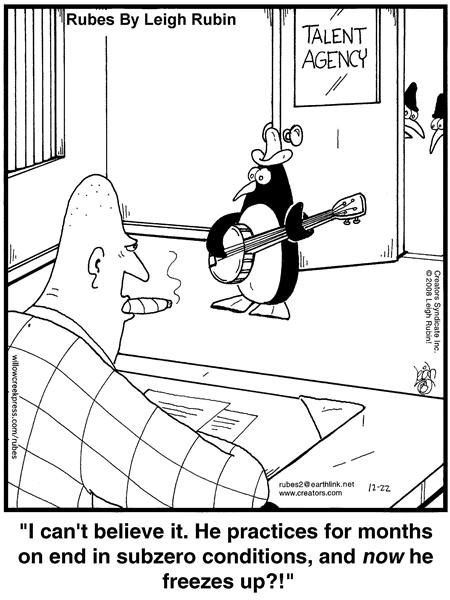 Rubes By Leigh Rubin
TALENT
AGENCY
Creators Syndicate Inc.
© 2008 Leigh Rubin!
willowcreekpress.com/rubes
rubes2@earthlink.net
www.creators.com
12-22
"I can't believe it. He practices for months
on end in subzero conditions, and now he
freezes up?!"